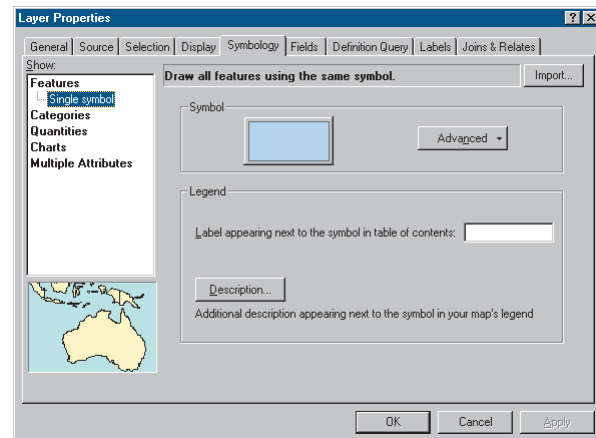 Layer Properties
General Source Selection Display Symbology Fields Definition Query Labels Joins & Relates
Show:
Features
Single symbol
Categories
Quantities
Charts
Multiple Attributes
Draw all features using the same symbol.
Import...
Symbol
Advanced
Legend
Label appearing next to the symbol in table of contents:
Description...
Additional description appearing next to the symbol in your map's legend
OK Cancel Apply